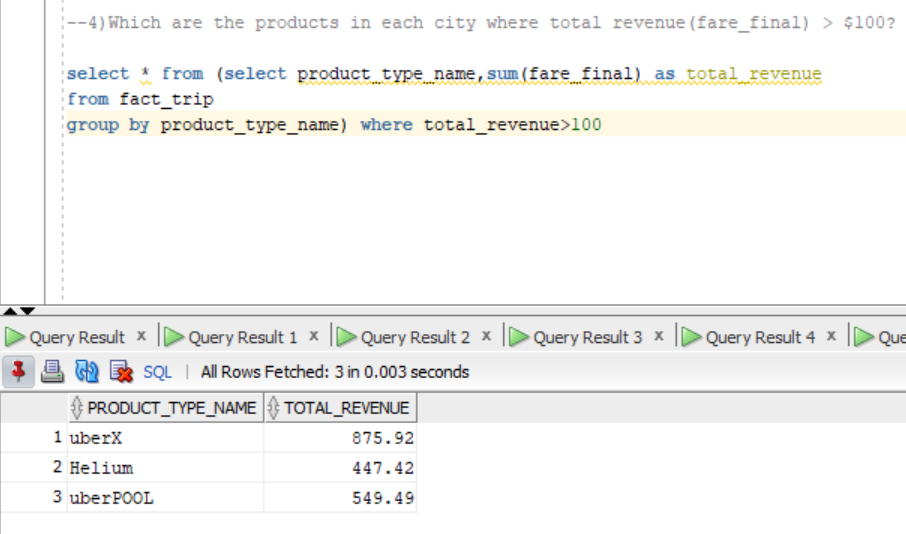 --4)Which are the products in each city where total revenue(fare_final) > $100?
select * from (select product_type_name,sum(fare_final) as total_revenue
from fact_trip
group by product_type_name) where total_revenue>100
Query Result x Query Result 1 x Query Result 2 x Query Result 3 x Query Result 4 x Que
SQL | All Rows Fetched: 3 in 0.003 seconds
PRODUCT_TYPE_NAME TOTAL_REVENUE
1 uberX 875.92
2 Helium 447.42
3 uberPOOL 549.49